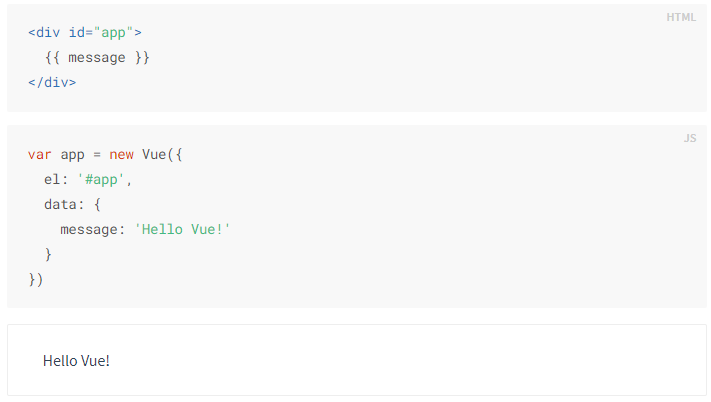 HTML
<div id="app">
  {{ message }}
</div>
JS
var app = new Vue({
  el: '#app',
  data: {
    message: 'Hello Vue!'
  }
})
Hello Vue!